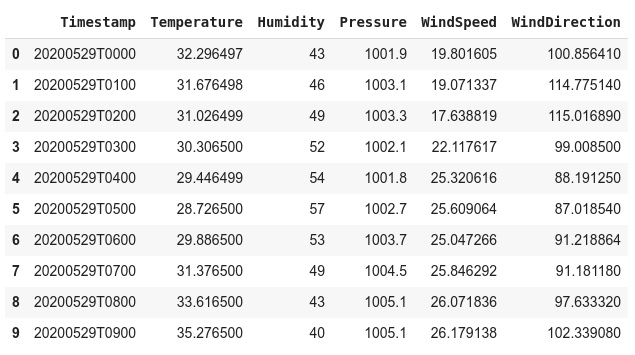 Timestamp Temperature Humidity Pressure WindSpeed WindDirection
0 20200529T0000 32.296497 43 1001.9 19.801605 100.856410
1 20200529T0100 31.676498 46 1003.1 19.071337 114.775140
2 20200529T0200 31.026499 49 1003.3 17.638819 115.016890
3 20200529T0300 30.306500 52 1002.1 22.117617 99.008500
4 20200529T0400 29.446499 54 1001.8 25.320616 88.191250
5 20200529T0500 28.726500 57 1002.7 25.609064 87.018540
6 20200529T0600 29.886500 53 1003.7 25.047266 91.218864
7 20200529T0700 31.376500 49 1004.5 25.846292 91.181180
8 20200529T0800 33.616500 43 1005.1 26.071836 97.633320
9 20200529T0900 35.276500 40 1005.1 26.179138 102.339080